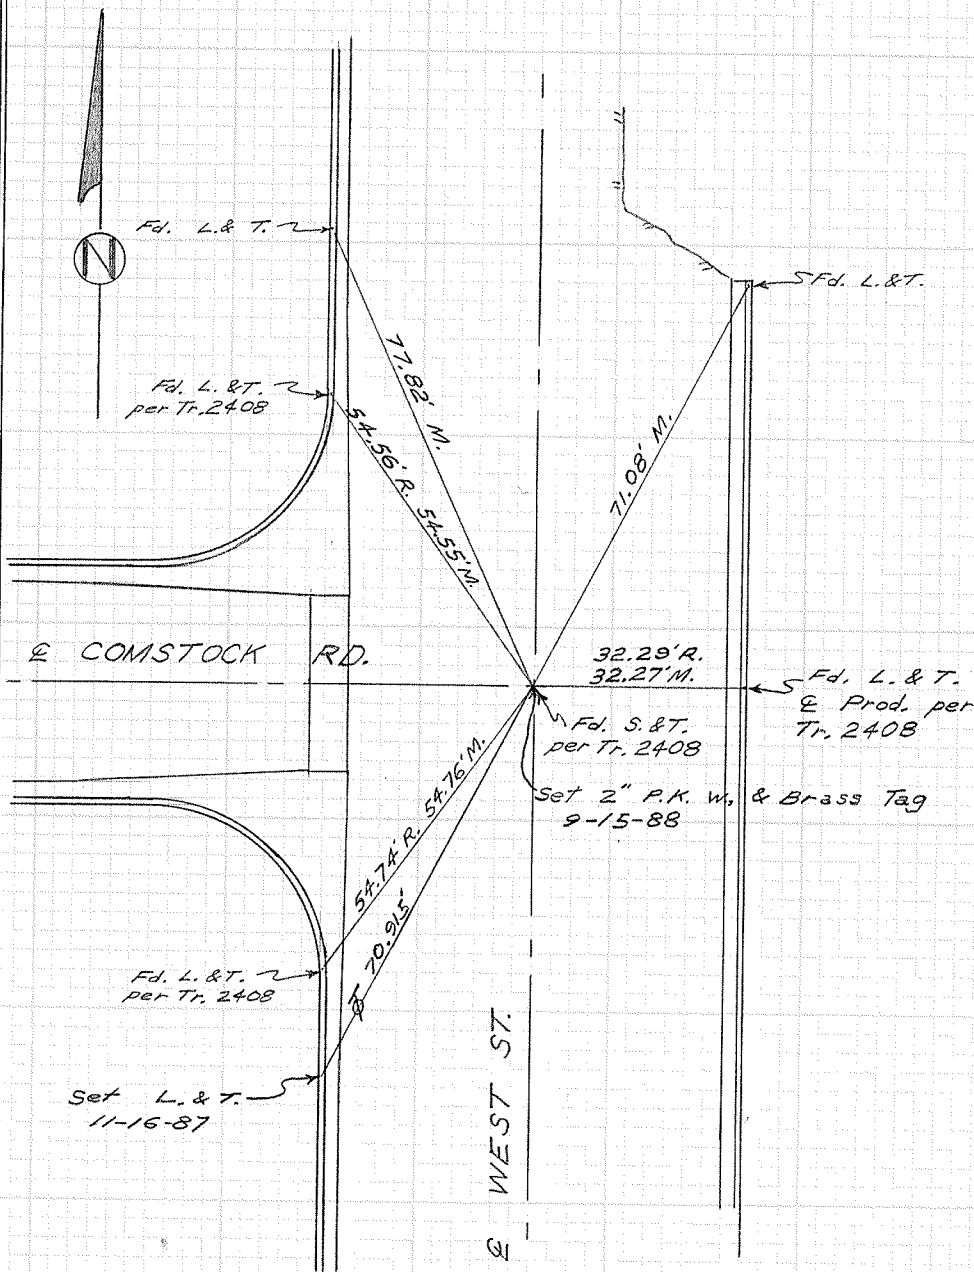 N
Fd. L. & T.
Fd. L. & T.
per Tr. 2408
77.82' M.
54.56' R. 54.55' M.
Fd. L. & T.
71.08' M.
℄ COMSTOCK RD.
32.29' R.
32.27' M.
Fd. L. & T.
℄ Prod. per
Tr. 2408
Fd. S. & T.
per Tr. 2408
Set 2" P.K. W. & Brass Tag
9-15-88
54.74' R. 54.76' M.
70.915'
Fd. L. & T.
per Tr. 2408
Set L. & T.
11-16-87
℄ WEST ST.